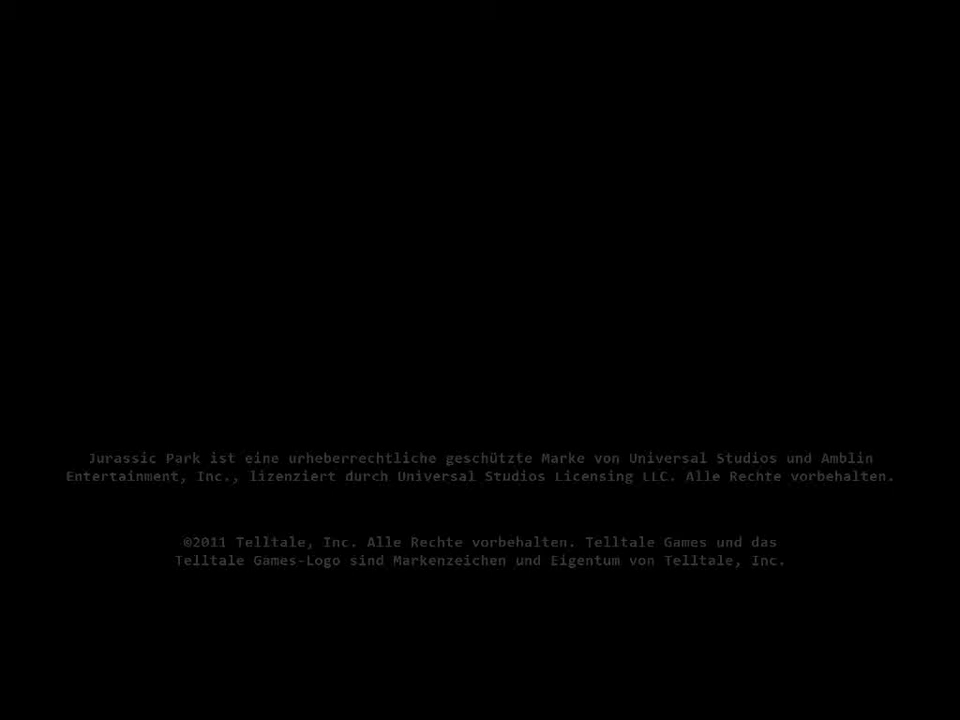 Jurassic Park ist eine urheberrechtliche geschützte Marke von Universal Studios und Amblin
Entertainment, Inc., lizenziert durch Universal Studios Licensing LLC. Alle Rechte vorbehalten.
©2011 Telltale, Inc. Alle Rechte vorbehalten. Telltale Games und das
Telltale Games-Logo sind Markenzeichen und Eigentum von Telltale, Inc.